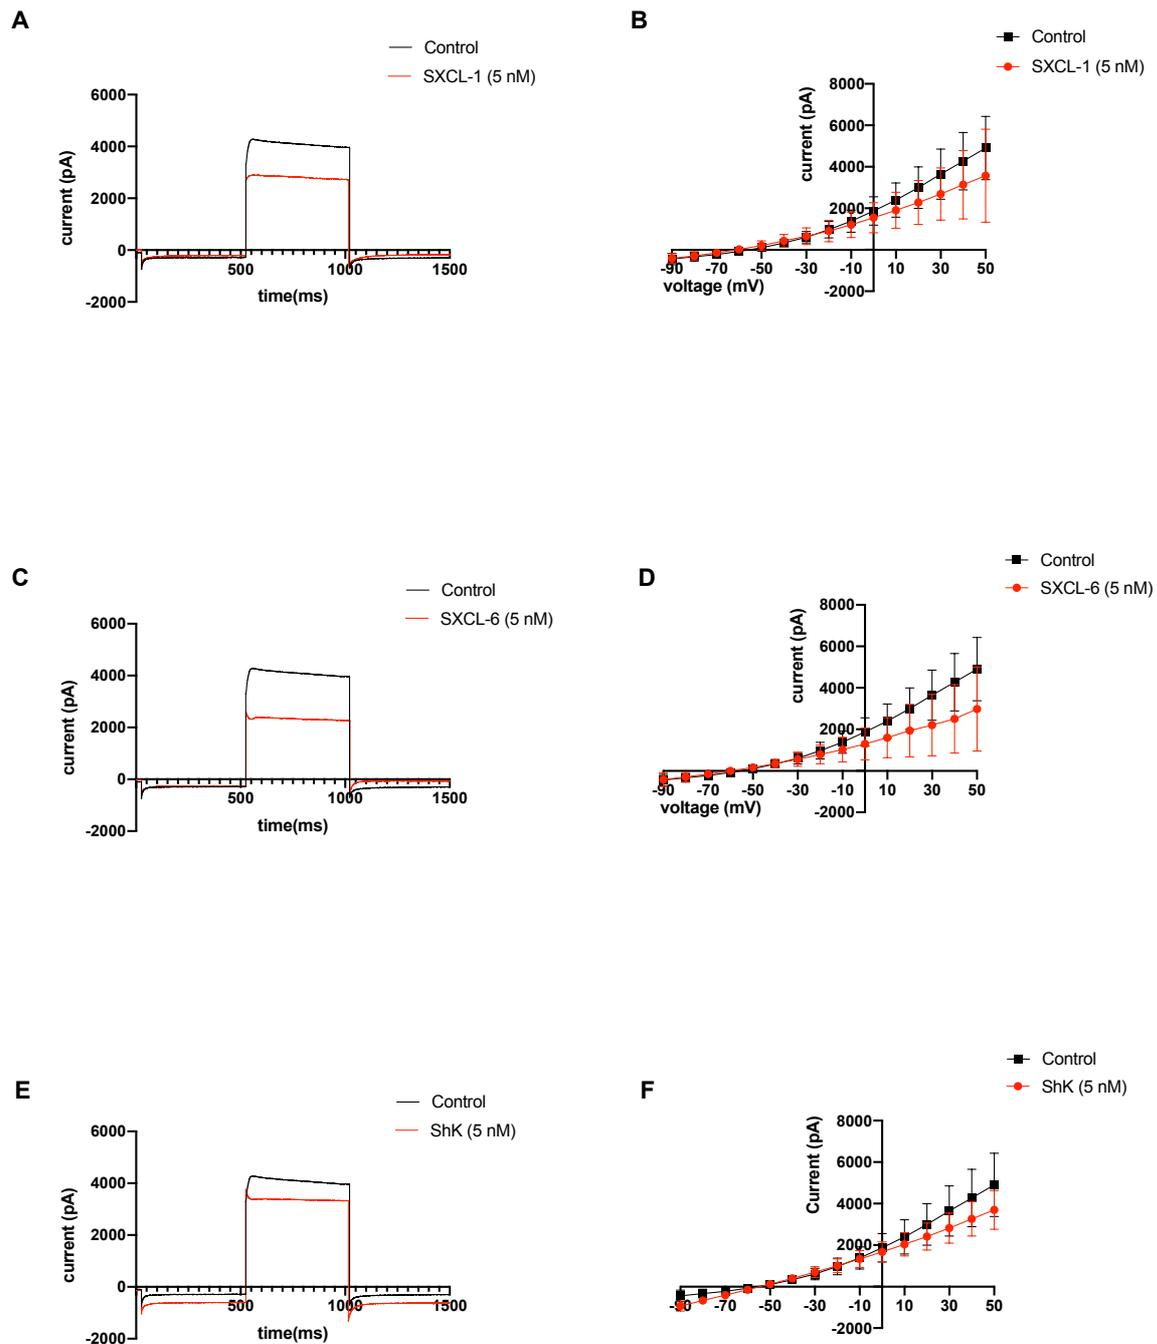 A
Control
SXCL-1 (5 nM)
6000
4000
2000
0
-2000
current (pA)
500
1000
1500
time(ms)
B
Control
SXCL-1 (5 nM)
8000
6000
4000
2000
-2000
current (pA)
-90
-70
-50
-30
-10
10
30
50
voltage (mV)
C
Control
SXCL-6 (5 nM)
6000
4000
2000
0
-2000
current (pA)
500
1000
1500
time(ms)
D
Control
SXCL-6 (5 nM)
8000
6000
4000
2000
-2000
current (pA)
-90
-70
-50
-30
-10
10
30
50
voltage (mV)
E
Control
ShK (5 nM)
6000
4000
2000
0
-2000
current (pA)
500
1000
1500
time(ms)
F
Control
ShK (5 nM)
8000
6000
4000
2000
-2000
Current (pA)
-90
-70
-50
-30
-10
10
30
50